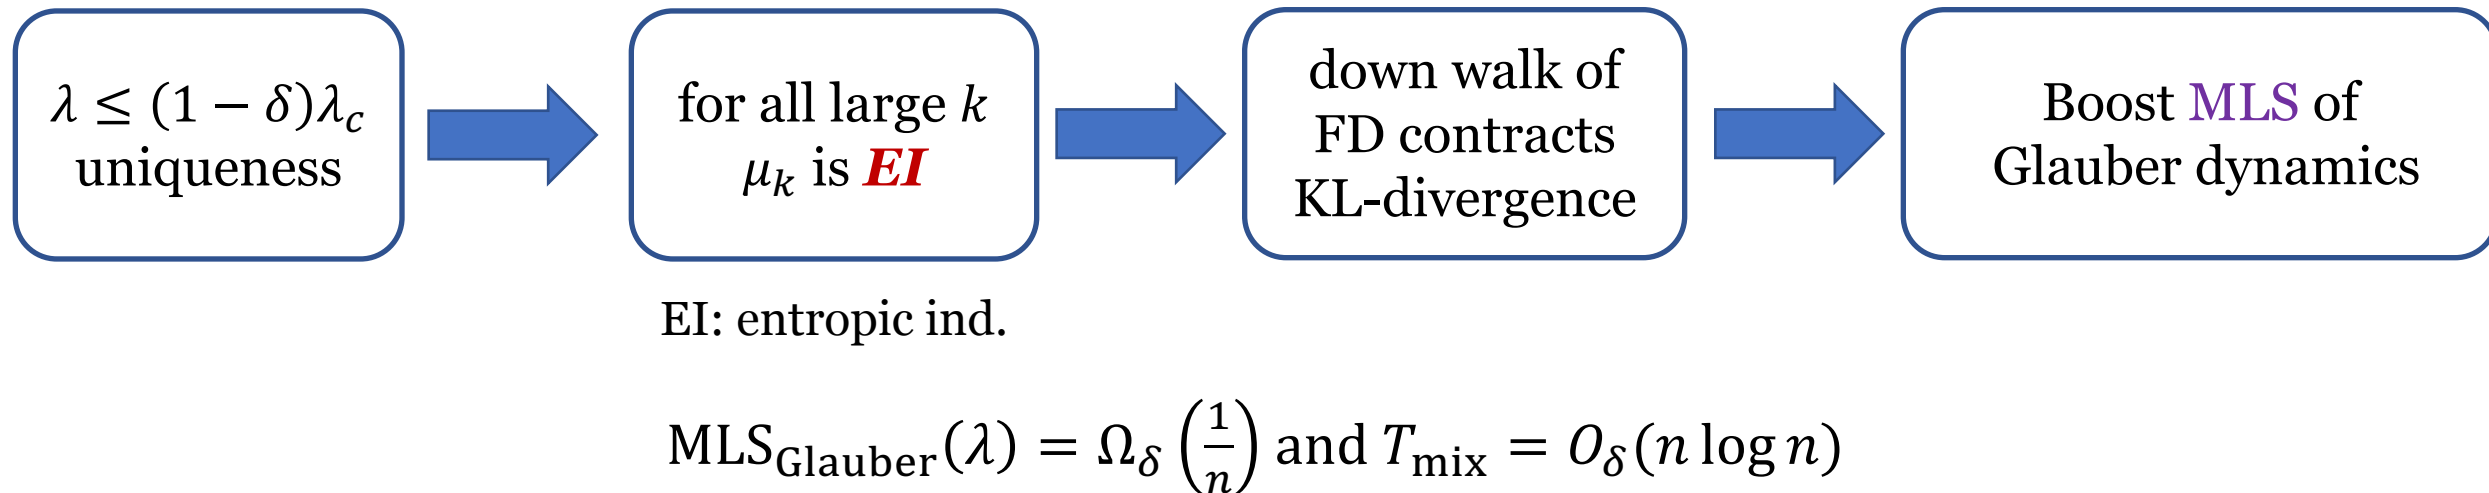 λ ≤ (1 − δ)λ_c
uniqueness
for all large k
μ_k is EI
down walk of
FD contracts
KL-divergence
Boost MLS of
Glauber dynamics
EI: entropic ind.
MLS_Glauber(λ) = Ω_δ(1/n) and T_mix = O_δ(n log n)